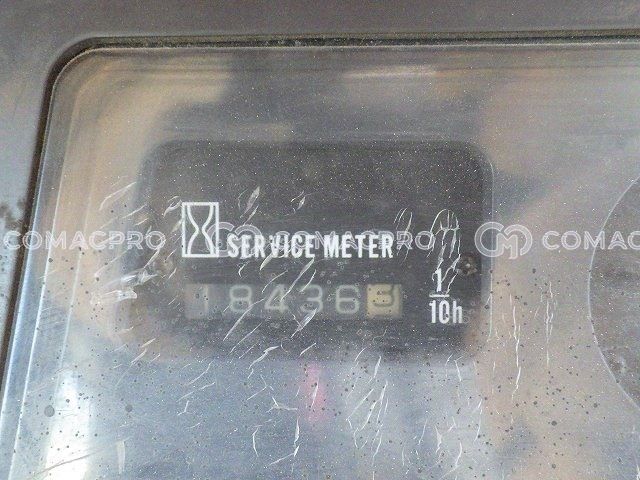 COMACPRO COMACPRO COMACPRO
SERVICE METER
184365
1
10h